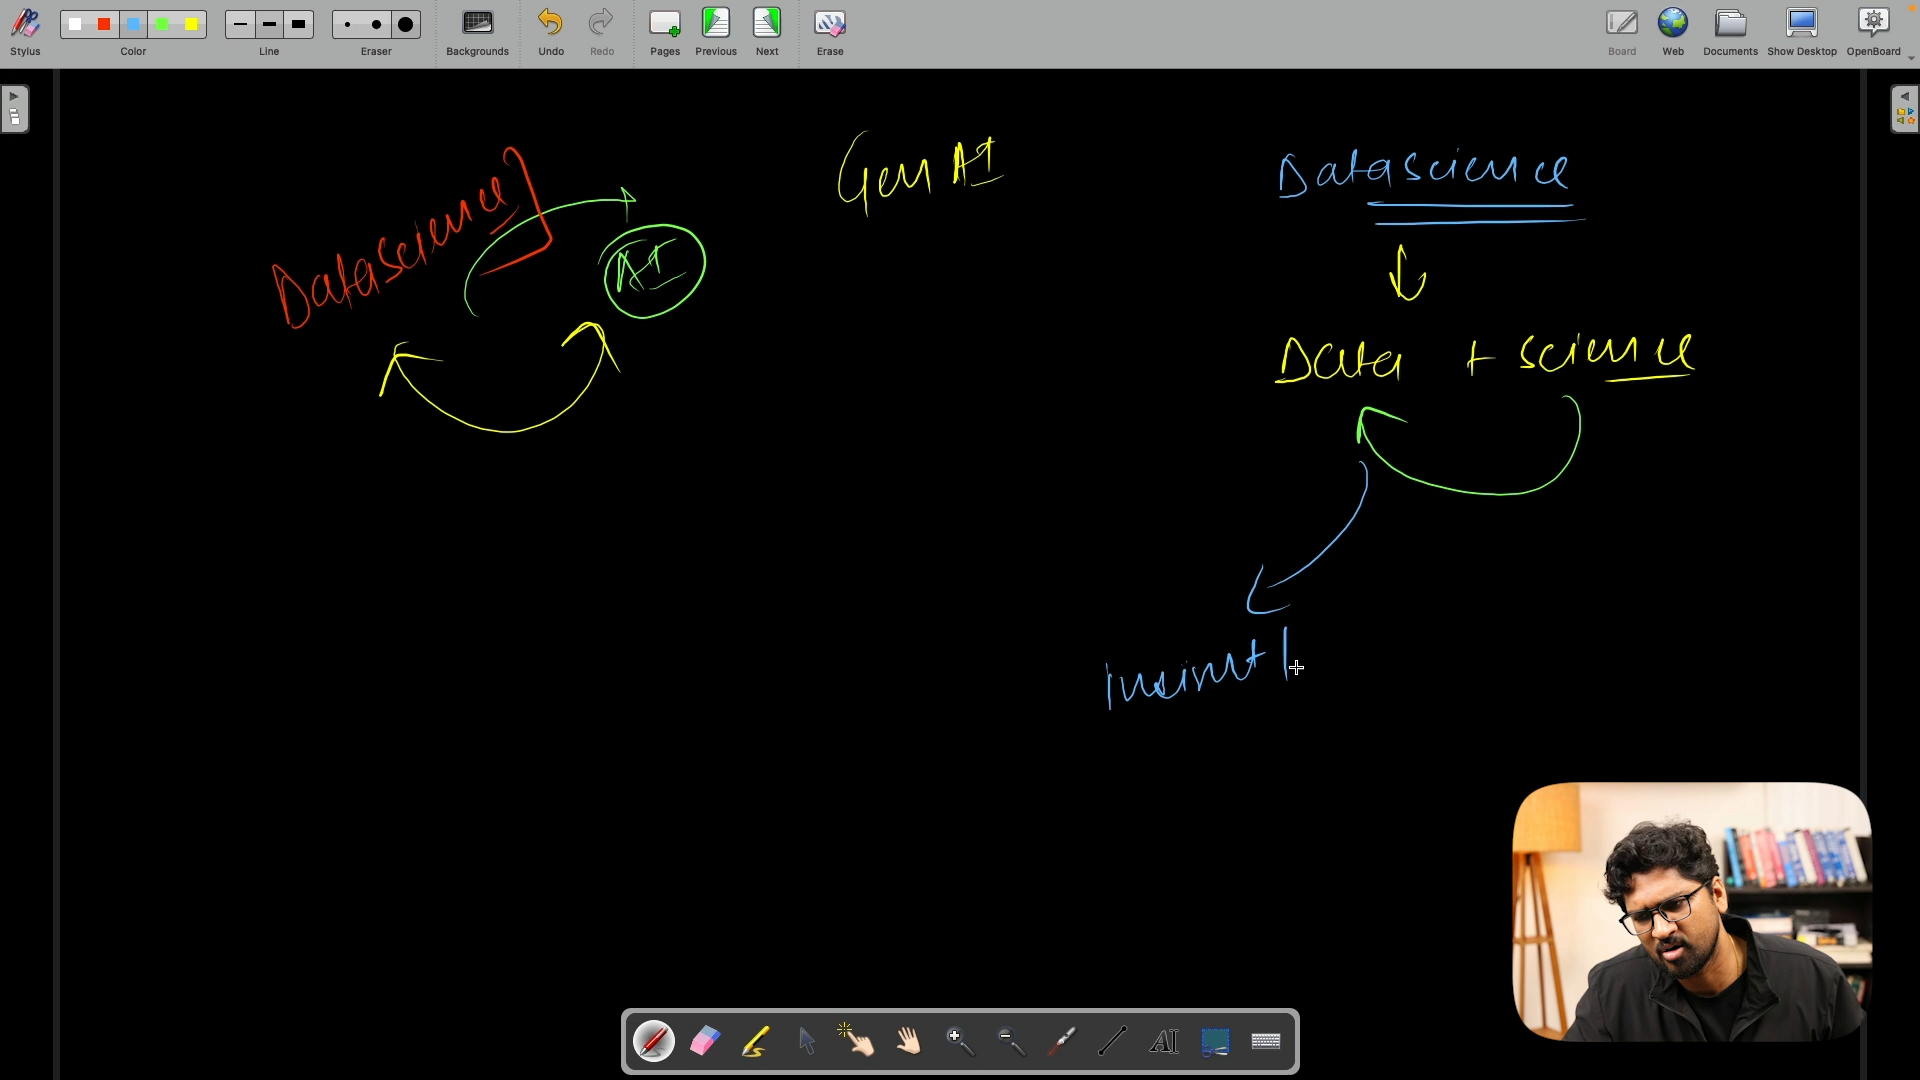 Stylus Color Line Eraser Backgrounds Undo Redo Pages Previous Next Erase Board Web Documents Show Desktop OpenBoard
Datascience
AI
Gen AI
Datascience
Data + science
AI